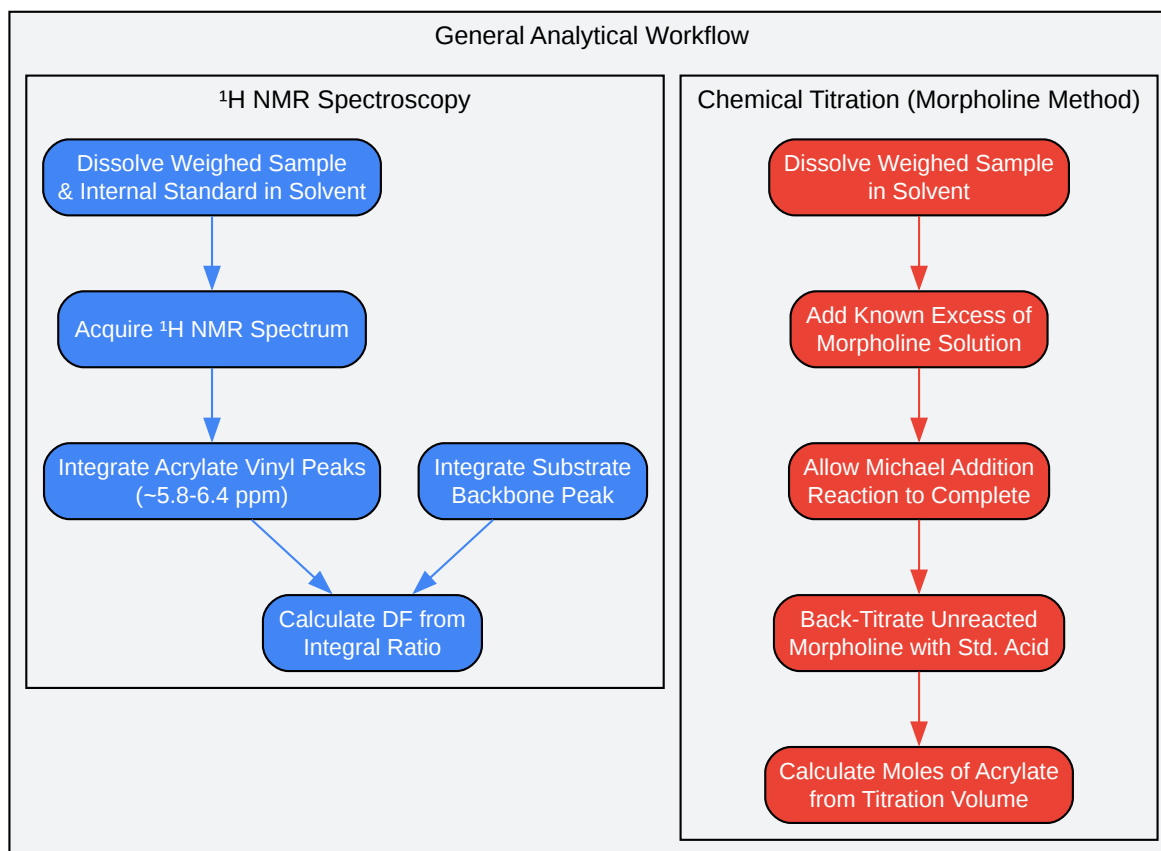 General Analytical Workflow
¹H NMR Spectroscopy
Dissolve Weighed Sample
& Internal Standard in Solvent
Acquire ¹H NMR Spectrum
Integrate Acrylate Vinyl Peaks
(~5.8-6.4 ppm)
Integrate Substrate
Backbone Peak
Calculate DF from
Integral Ratio
Chemical Titration (Morpholine Method)
Dissolve Weighed Sample
in Solvent
Add Known Excess of
Morpholine Solution
Allow Michael Addition
Reaction to Complete
Back-Titrate Unreacted
Morpholine with Std. Acid
Calculate Moles of Acrylate
from Titration Volume